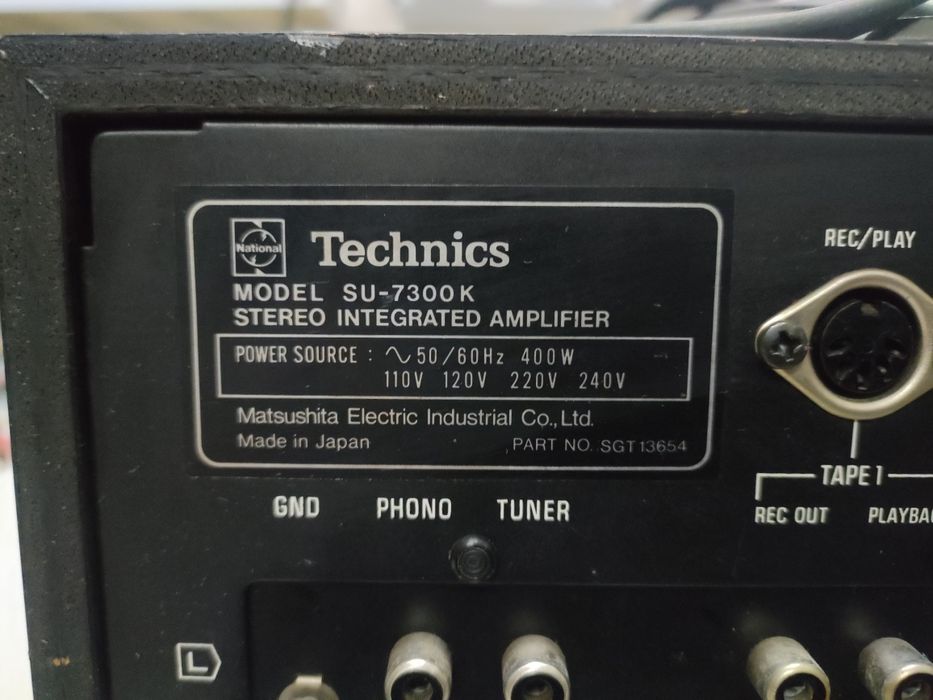 National Technics
MODEL SU-7300K
STEREO INTEGRATED AMPLIFIER
POWER SOURCE : ∿ 50/60Hz 400W
110V 120V 220V 240V
Matsushita Electric Industrial Co., Ltd.
Made in Japan PART NO. SGT13654
REC/PLAY
TAPE 1
GND PHONO TUNER
REC OUT
L